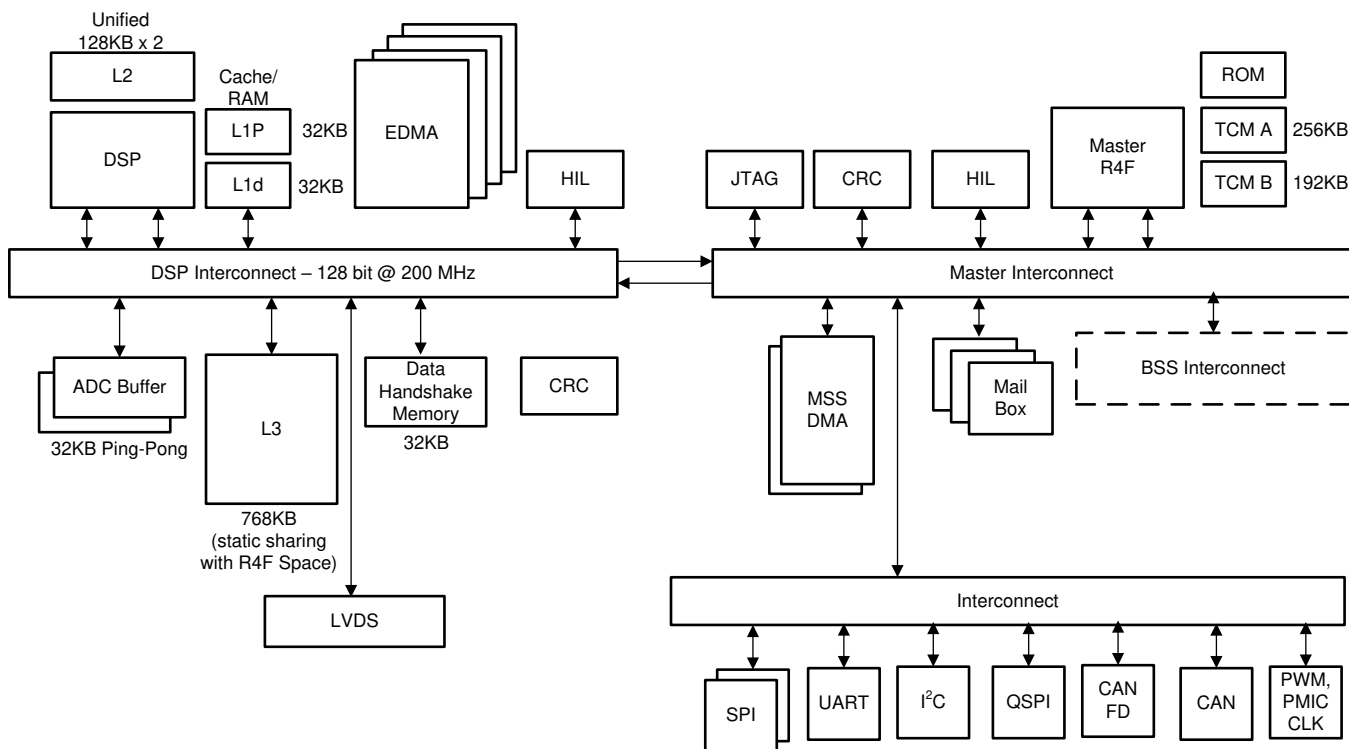 Unified
128KB x 2
L2
Cache/
RAM
L1P
32KB
DSP
L1d
32KB
EDMA
HIL
JTAG
CRC
HIL
Master
R4F
ROM
TCM A
256KB
TCM B
192KB
DSP Interconnect – 128 bit @ 200 MHz
Master Interconnect
ADC Buffer
32KB Ping-Pong
L3
768KB
(static sharing
with R4F Space)
Data
Handshake
Memory
32KB
CRC
LVDS
MSS
DMA
Mail
Box
BSS Interconnect
Interconnect
SPI
UART
I²C
QSPI
CAN
FD
CAN
PWM,
PMIC
CLK